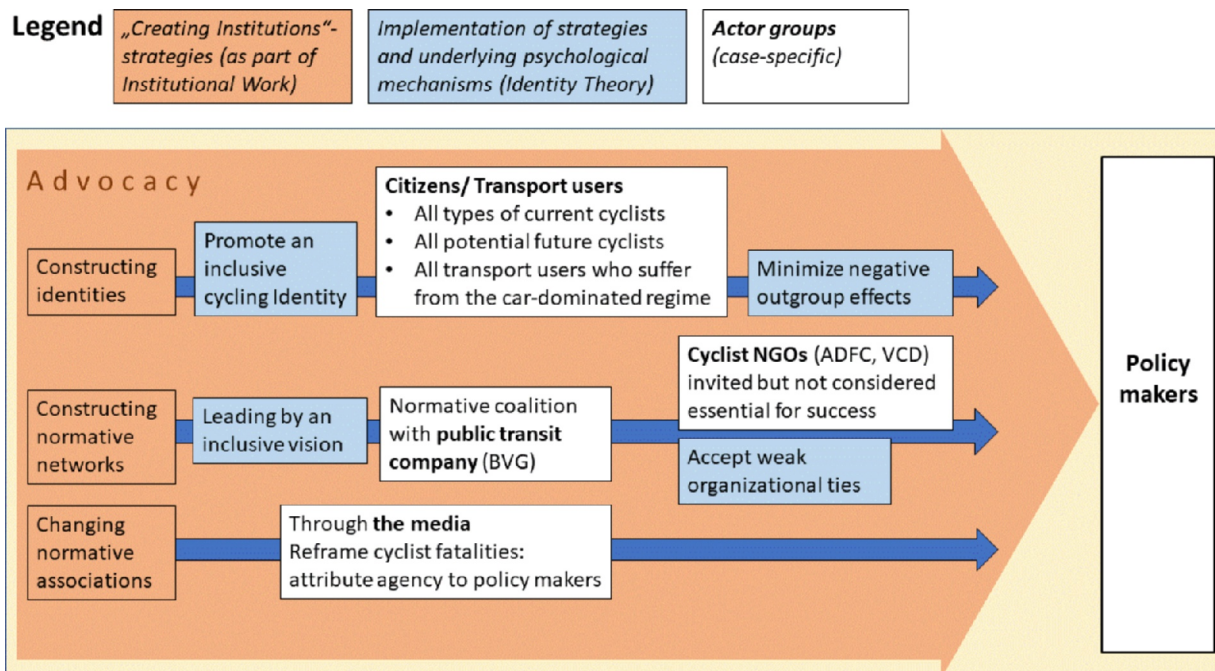 Legend
„Creating Institutions“-
strategies (as part of
Institutional Work)
Implementation of strategies
and underlying psychological
mechanisms (Identity Theory)
Actor groups
(case-specific)
Advocacy
Constructing
identities
Promote an
inclusive
cycling Identity
Citizens/ Transport users
• All types of current cyclists
• All potential future cyclists
• All transport users who suffer
from the car-dominated regime
Minimize negative
outgroup effects
Constructing
normative
networks
Leading by an
inclusive vision
Normative coalition
with public transit
company (BVG)
Cyclist NGOs (ADFC, VCD)
invited but not considered
essential for success
Accept weak
organizational ties
Changing
normative
associations
Through the media
Reframe cyclist fatalities:
attribute agency to policy makers
Policy
makers